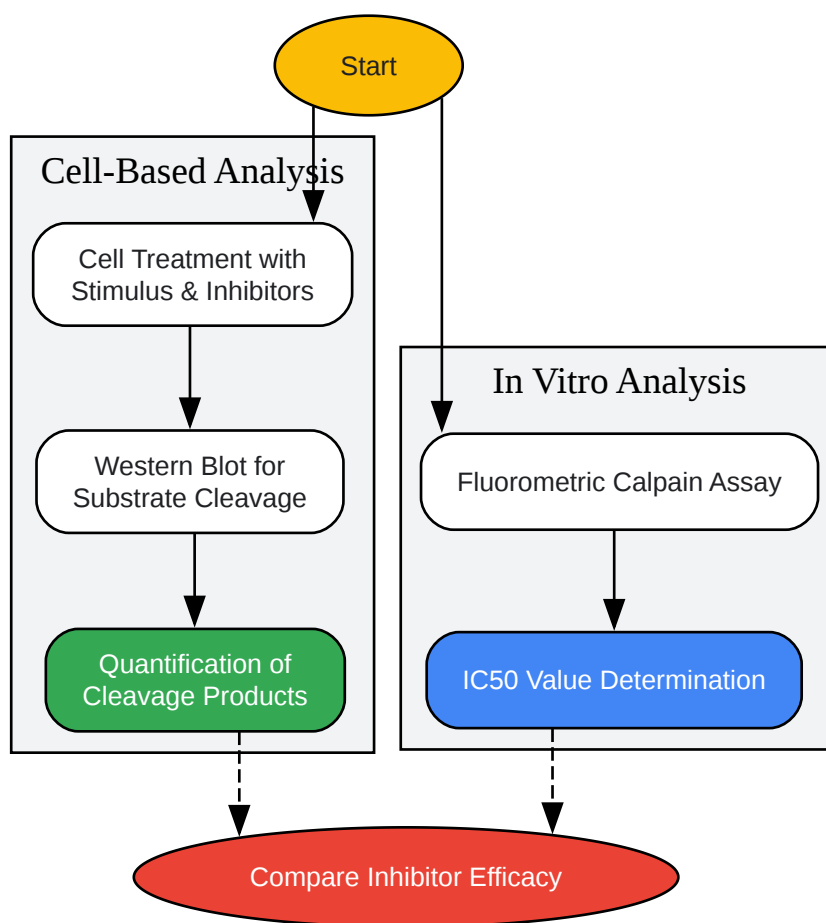 Start
Cell-Based Analysis
Cell Treatment with
Stimulus & Inhibitors
Western Blot for
Substrate Cleavage
Quantification of
Cleavage Products
In Vitro Analysis
Fluorometric Calpain Assay
IC50 Value Determination
Compare Inhibitor Efficacy